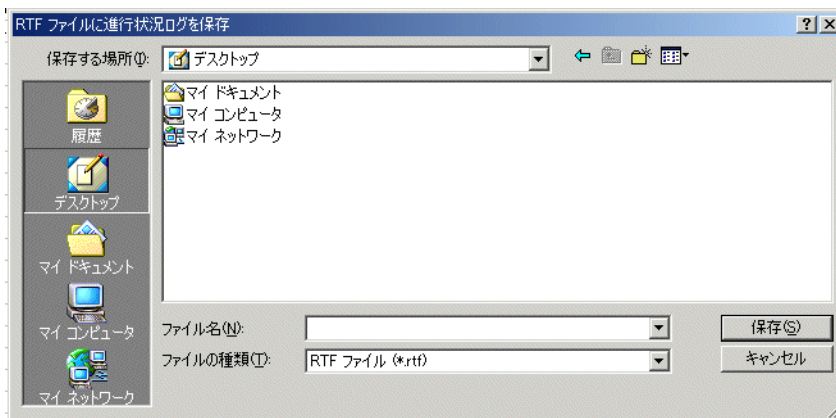 RTF ファイルに進行状況ログを保存
保存する場所(I): デスクトップ
マイ ドキュメント
マイ コンピュータ
マイ ネットワーク
履歴
デスクトップ
マイ ドキュメント
マイ コンピュータ
マイ ネットワーク
ファイル名(N):
保存(S)
ファイルの種類(T): RTF ファイル (*.rtf)
キャンセル